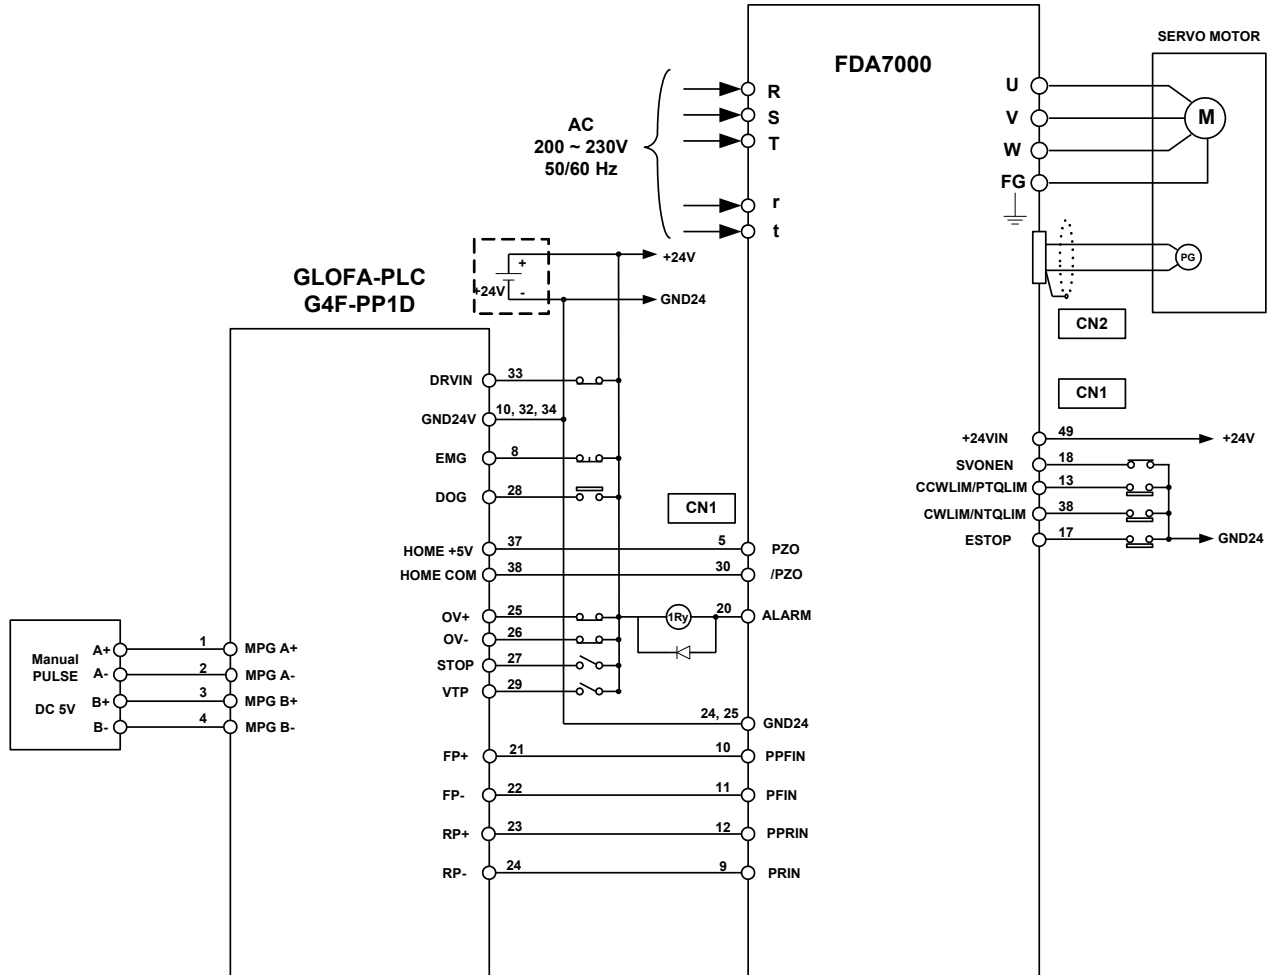 FDA7000
SERVO MOTOR
AC
200 ~ 230V
50/60 Hz
R
S
T
r
t
U
V
W
FG
M
PG
CN2
CN1
+24V
GND24
+
+24V
-
GLOFA-PLC
G4F-PP1D
DRVIN 33
GND24V 10, 32, 34
EMG 8
DOG 28
CN1
HOME +5V 37 5 PZO
HOME COM 38 30 /PZO
OV+ 25 1Ry 20 ALARM
OV- 26
STOP 27
VTP 29
24, 25 GND24
FP+ 21 10 PPFIN
FP- 22 11 PFIN
RP+ 23 12 PPRIN
RP- 24 9 PRIN
+24VIN 49 +24V
SVONEN 18
CCWLIM/PTQLIM 13
CWLIM/NTQLIM 38
ESTOP 17 GND24
Manual
PULSE
DC 5V
A+ 1 MPG A+
A- 2 MPG A-
B+ 3 MPG B+
B- 4 MPG B-